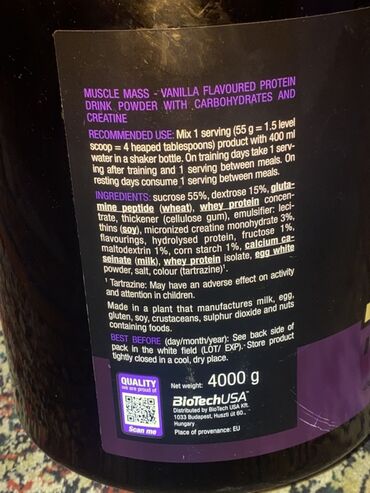 MUSCLE MASS - VANILLA FLAVOURED PROTEIN
DRINK POWDER WITH CARBOHYDRATES AND
CREATINE
RECOMMENDED USE: Mix 1 serving (55 g = 1.5 level
scoop = 4 heaped tablespoons) product with 400 ml
water in a shaker bottle. On training days take 1 serv-
ing after training and 1 serving between meals. On
resting days consume 1 serving between meals.
INGREDIENTS: sucrose 55%, dextrose 15%, gluta-
mine peptide (wheat), whey protein concen-
trate, thickener (cellulose gum), emulsifier: leci-
thins (soy), micronized creatine monohydrate 3%,
flavourings, hydrolysed protein, fructose 1%,
maltodextrin 1%, corn starch 1%, calcium ca-
seinate (milk), whey protein isolate, egg white
powder, salt, colour (tartrazine)¹.
¹ Tartrazine: May have an adverse effect on activity
and attention in children.
Made in a plant that manufactures milk, egg,
gluten, soy, crustaceans, sulphur dioxide and nuts
containing foods.
BEST BEFORE (day/month/year): See back side of
pack in the white field (LOT/ EXP). Store product
tightly closed in a cool, dry place.
QUALITY
we are proud of
Scan me
Net weight: 4000 g
BioTechUSA
Distributed by BioTech USA Kft.
1033 Budapest, Huszti út 60.,
Hungary
Place of provenance: EU